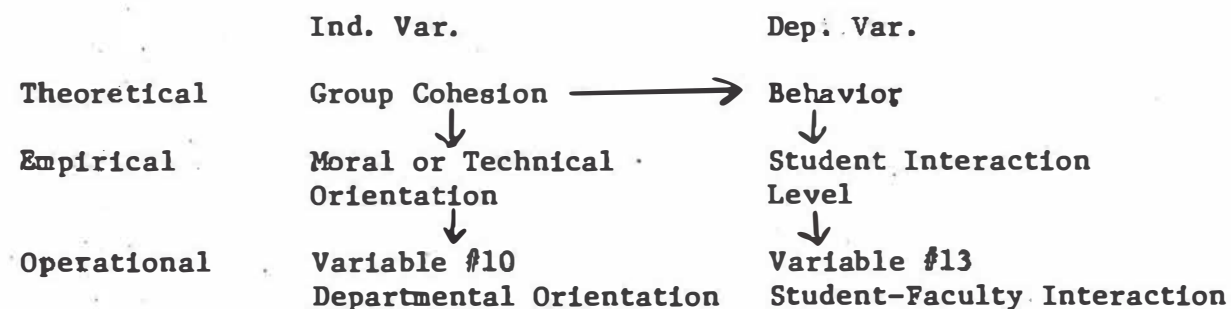 Ind. Var. Dep. Var.
Theoretical Group Cohesion Behavior
Empirical Moral or Technical Student Interaction
Orientation Level
Operational Variable #10 Variable #13
Departmental Orientation Student-Faculty Interaction